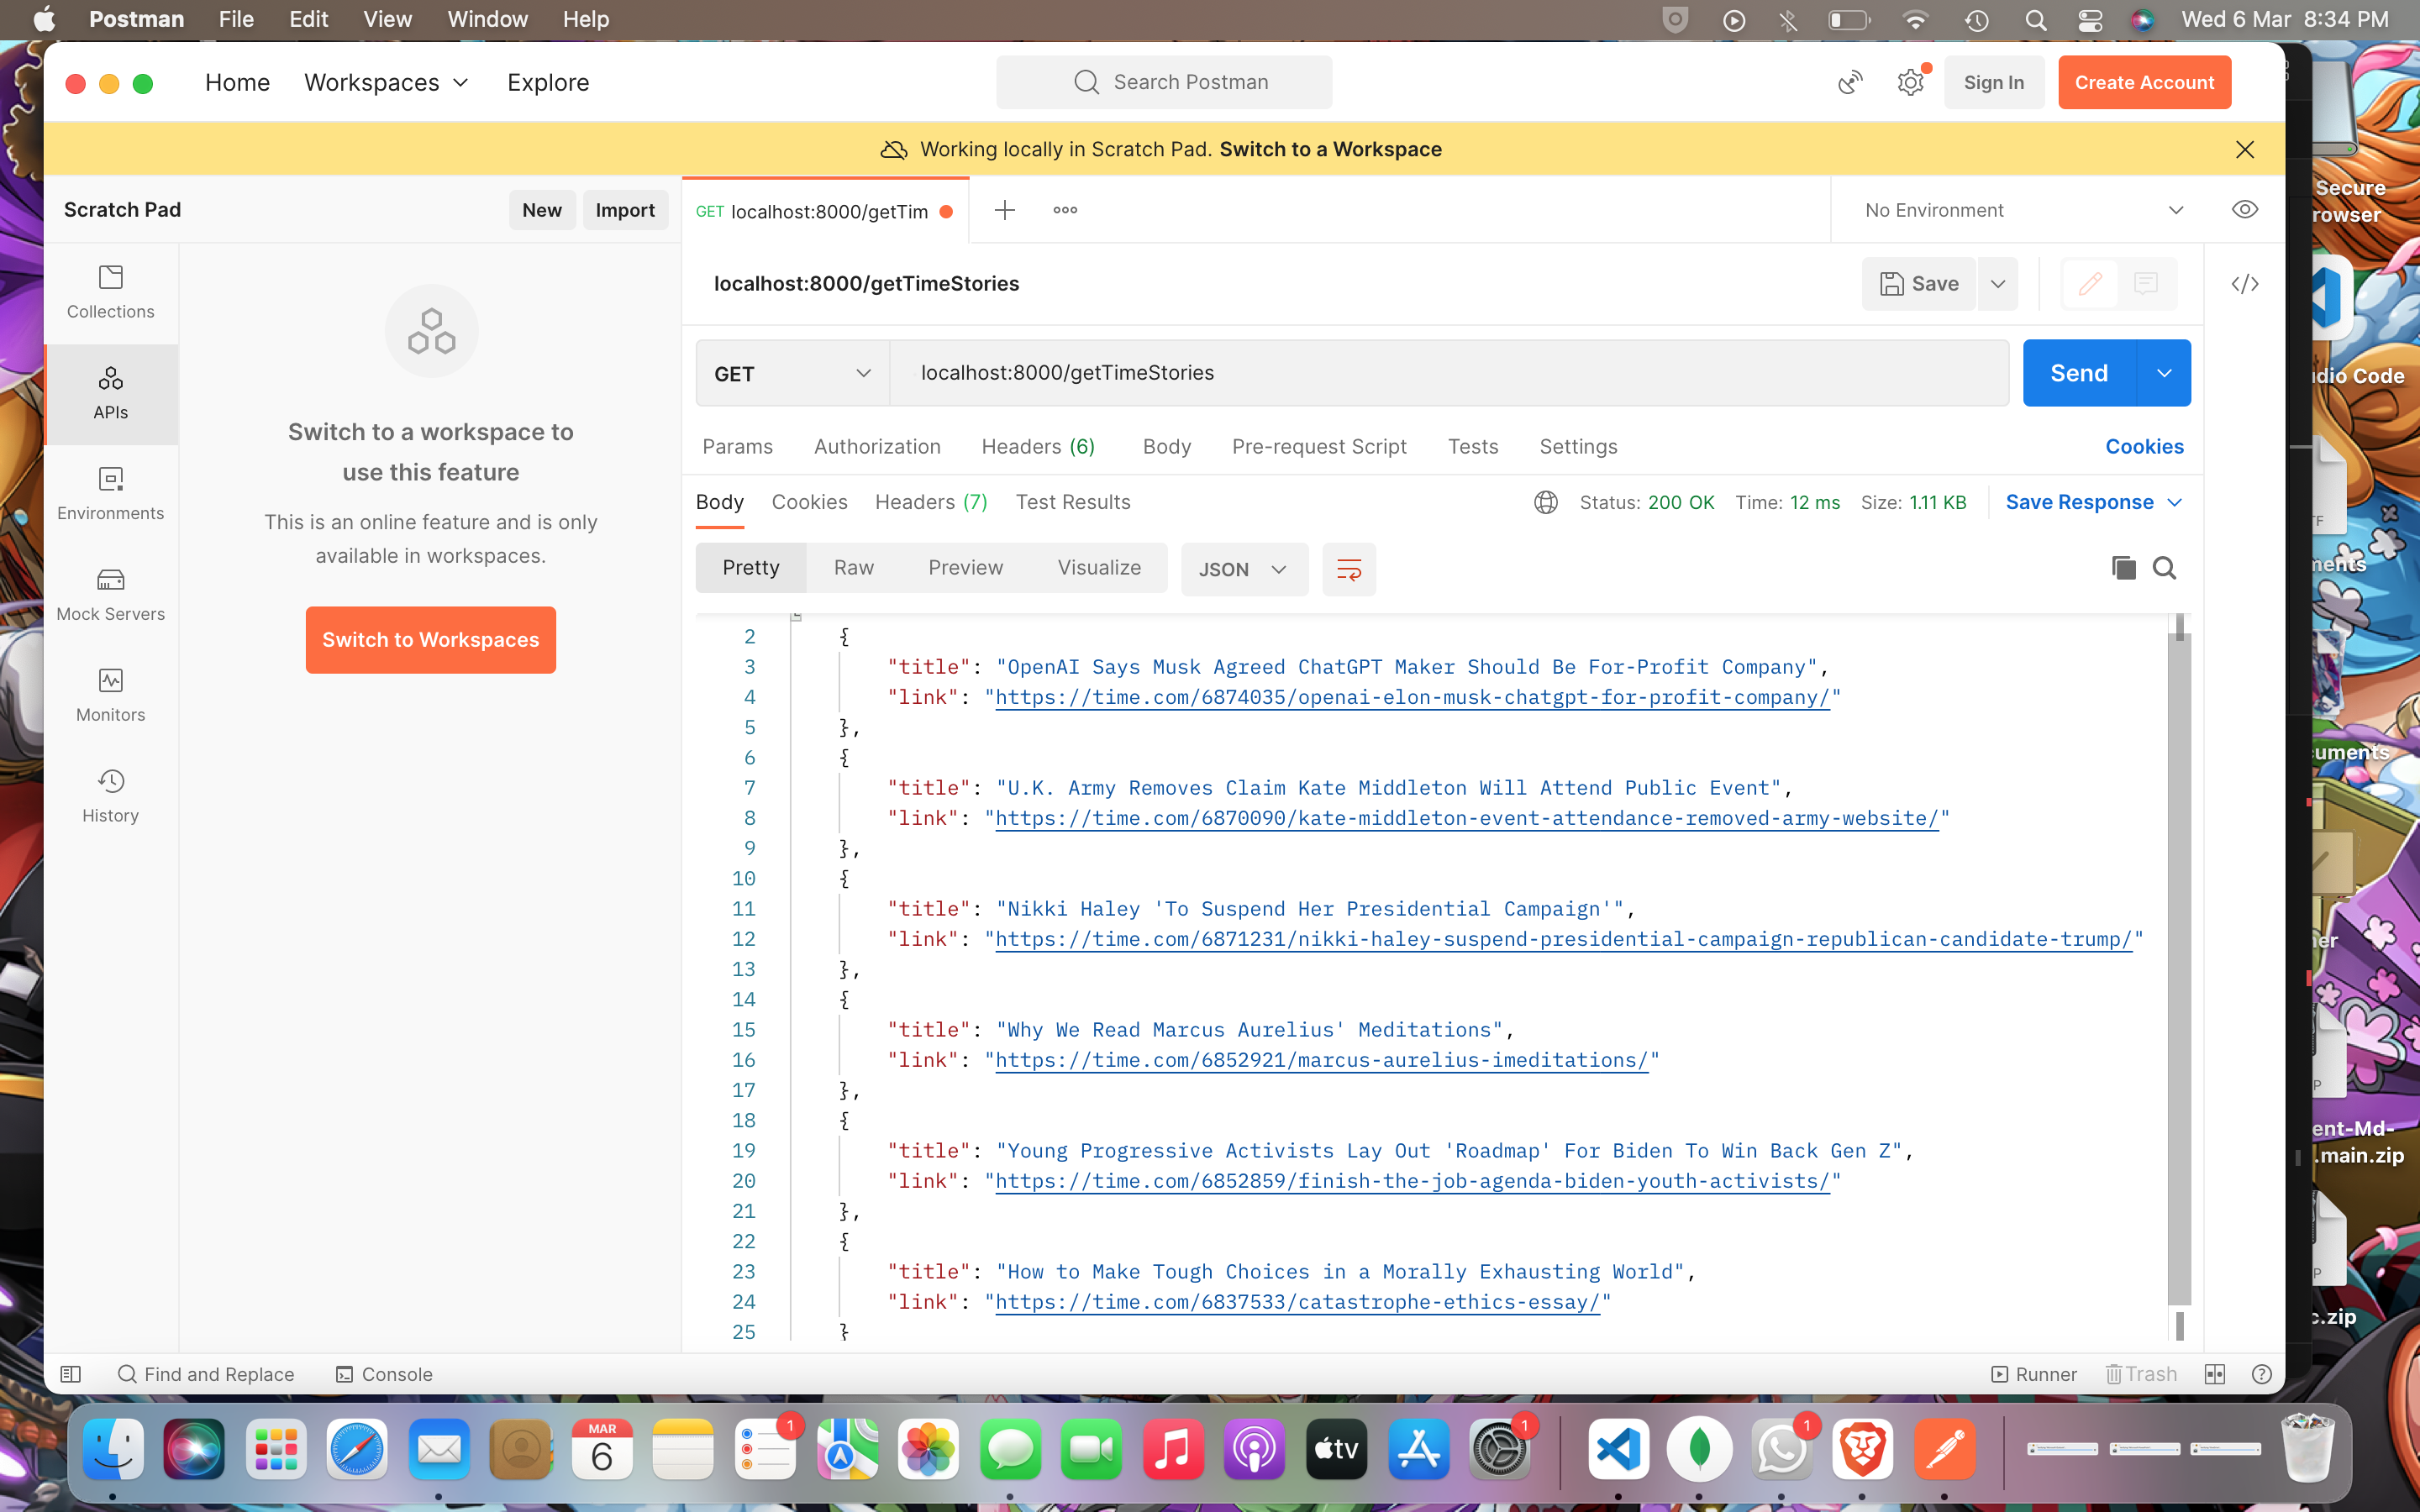 Postman File Edit View Window Help Wed 6 Mar 8:34 PM
Home Workspaces Explore Search Postman Sign In Create Account
Working locally in Scratch Pad. Switch to a Workspace
Scratch Pad New Import GET localhost:8000/getTim No Environment
localhost:8000/getTimeStories Save
GET localhost:8000/getTimeStories Send
Params Authorization Headers (6) Body Pre-request Script Tests Settings Cookies
Body Cookies Headers (7) Test Results Status: 200 OK Time: 12 ms Size: 1.11 KB Save Response
Pretty Raw Preview Visualize JSON
Collections
APIs
Environments
Mock Servers
Monitors
History
Switch to a workspace to
use this feature
This is an online feature and is only
available in workspaces.
Switch to Workspaces
2 {
3 "title": "OpenAI Says Musk Agreed ChatGPT Maker Should Be For-Profit Company",
4 "link": "https://time.com/6874035/openai-elon-musk-chatgpt-for-profit-company/"
5 },
6 {
7 "title": "U.K. Army Removes Claim Kate Middleton Will Attend Public Event",
8 "link": "https://time.com/6870090/kate-middleton-event-attendance-removed-army-website/"
9 },
10 {
11 "title": "Nikki Haley 'To Suspend Her Presidential Campaign'",
12 "link": "https://time.com/6871231/nikki-haley-suspend-presidential-campaign-republican-candidate-trump/"
13 },
14 {
15 "title": "Why We Read Marcus Aurelius' Meditations",
16 "link": "https://time.com/6852921/marcus-aurelius-imeditations/"
17 },
18 {
19 "title": "Young Progressive Activists Lay Out 'Roadmap' For Biden To Win Back Gen Z",
20 "link": "https://time.com/6852859/finish-the-job-agenda-biden-youth-activists/"
21 },
22 {
23 "title": "How to Make Tough Choices in a Morally Exhausting World",
24 "link": "https://time.com/6837533/catastrophe-ethics-essay/"
25 }
Find and Replace Console Runner Trash
Secure
rowser
dio Code
ments
cuments
er
ent-Md-
.main.zip
c.zip
MAR
6
1
tv
1
1